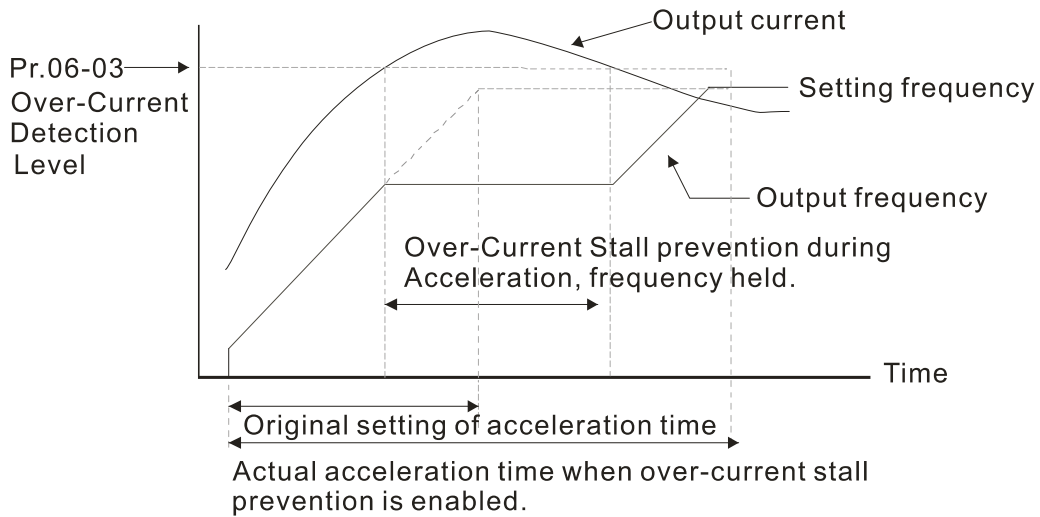 Output current
Pr.06-03
Over-Current
Detection
Level
Setting frequency
Output frequency
Over-Current Stall prevention during
Acceleration, frequency held.
Time
Original setting of acceleration time
Actual acceleration time when over-current stall
prevention is enabled.